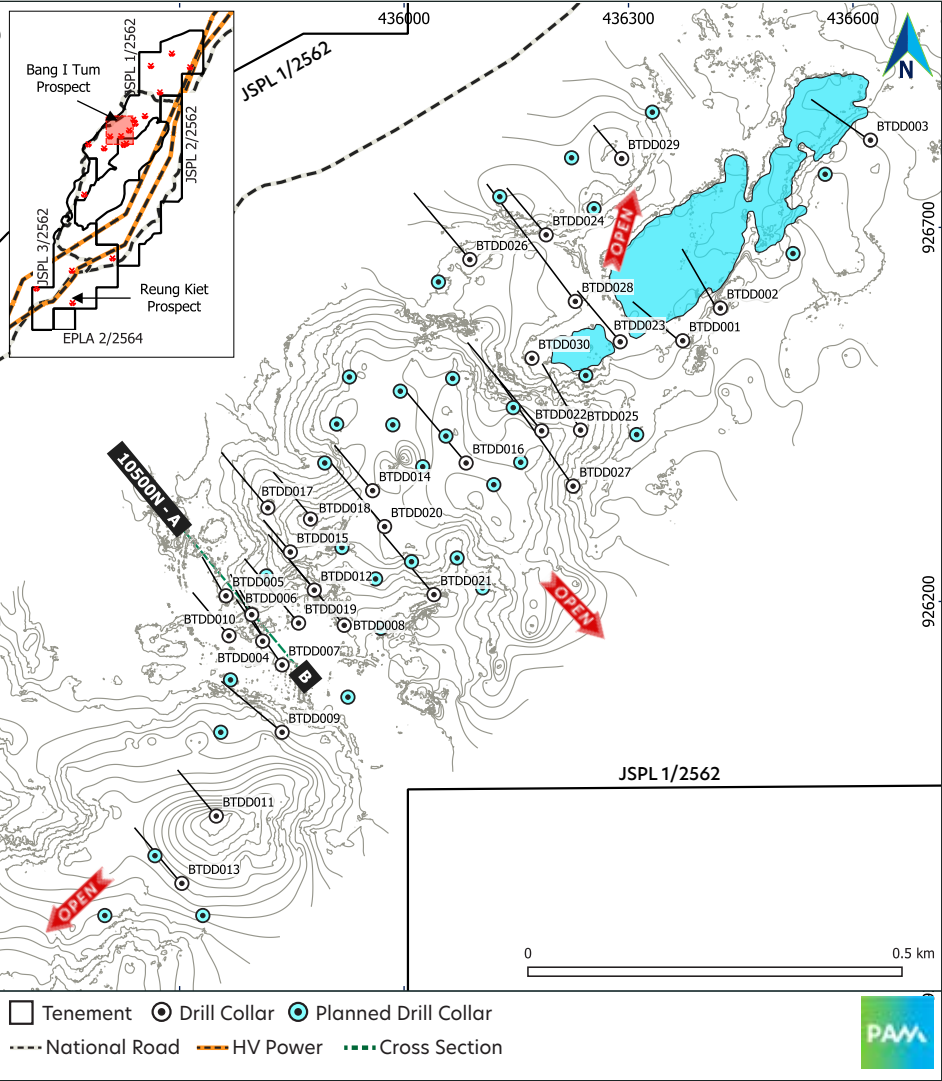 436000
436300
436600
JSPL 1/2562
Bang I Tum
Prospect
JSPL 1/2562
JSPL 2/2562
JSPL 3/2562
Reung Kiet
Prospect
EPLA 2/2564
N
BTDD003
BTDD029
926700
OPEN
BTDD024
BTDD026
BTDD028
BTDD002
BTDD023
BTDD001
BTDD030
BTDD022
BTDD025
BTDD016
BTDD027
BTDD014
10500N - A
BTDD017
BTDD018
BTDD020
BTDD015
BTDD005
BTDD012
BTDD021
926200
OPEN
BTDD006
BTDD019
BTDD010
BTDD008
BTDD007
BTDD004
B
BTDD009
JSPL 1/2562
BTDD011
BTDD013
OPEN
0
0.5 km
Tenement
Drill Collar
Planned Drill Collar
National Road
HV Power
Cross Section
PAM